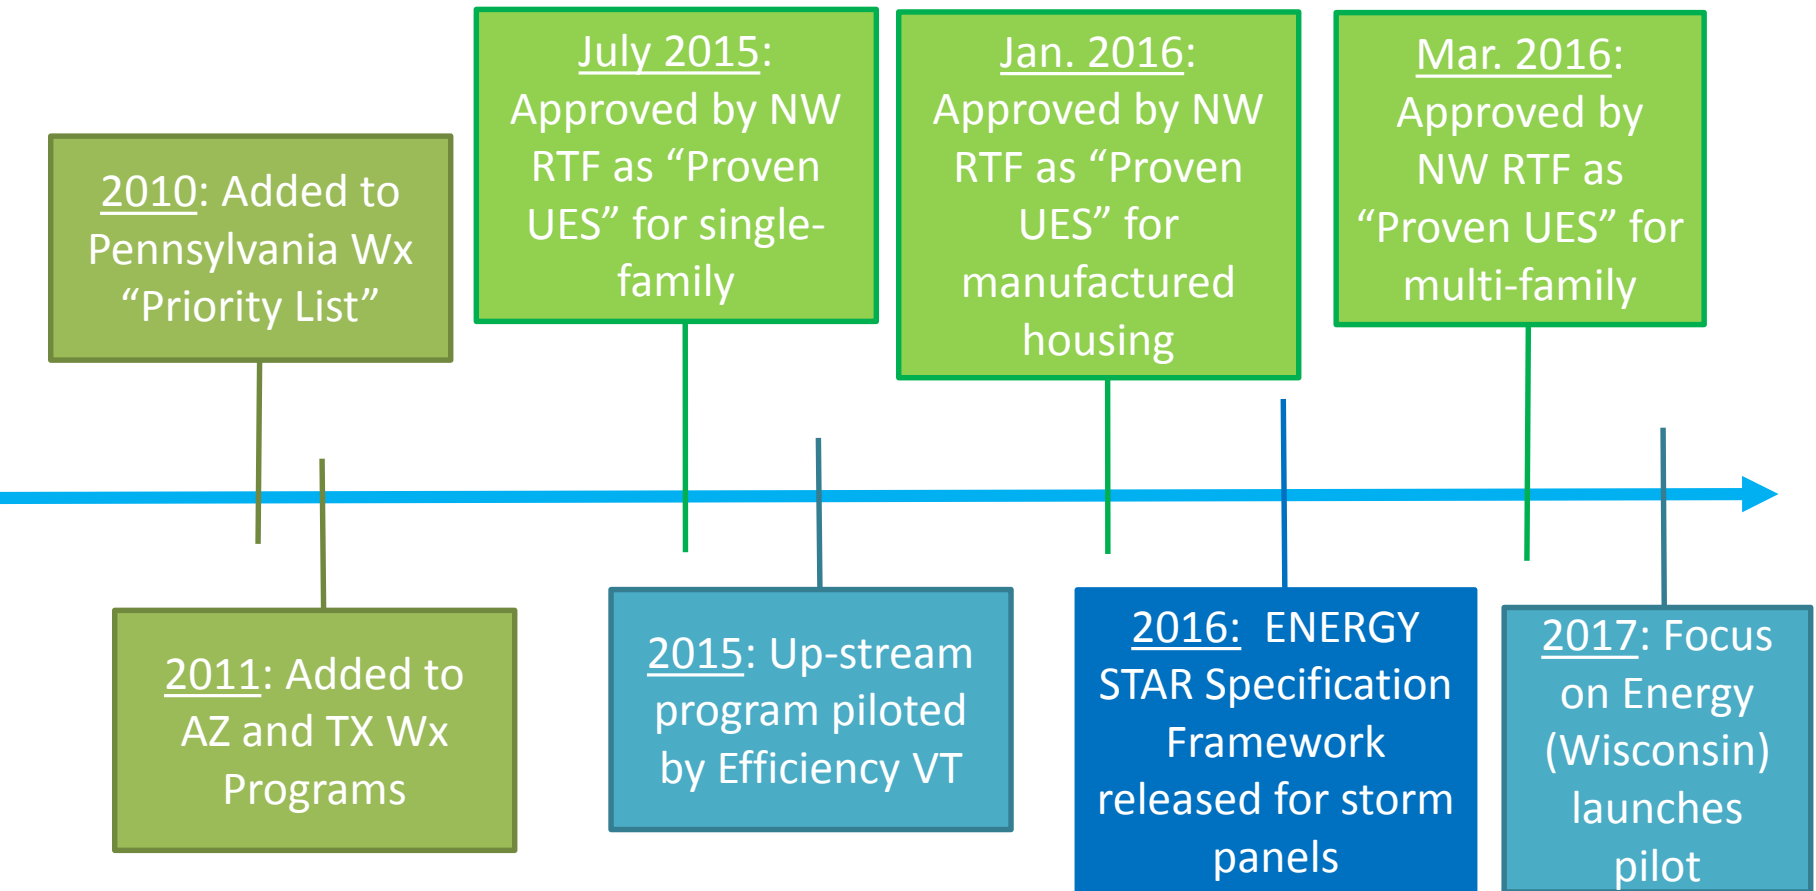 2010: Added to
Pennsylvania Wx
“Priority List”
July 2015:
Approved by NW
RTF as “Proven
UES” for single-
family
Jan. 2016:
Approved by NW
RTF as “Proven
UES” for
manufactured
housing
Mar. 2016:
Approved by
NW RTF as
“Proven UES” for
multi-family
2011: Added to
AZ and TX Wx
Programs
2015: Up-stream
program piloted
by Efficiency VT
2016: ENERGY
STAR Specification
Framework
released for storm
panels
2017: Focus
on Energy
(Wisconsin)
launches
pilot